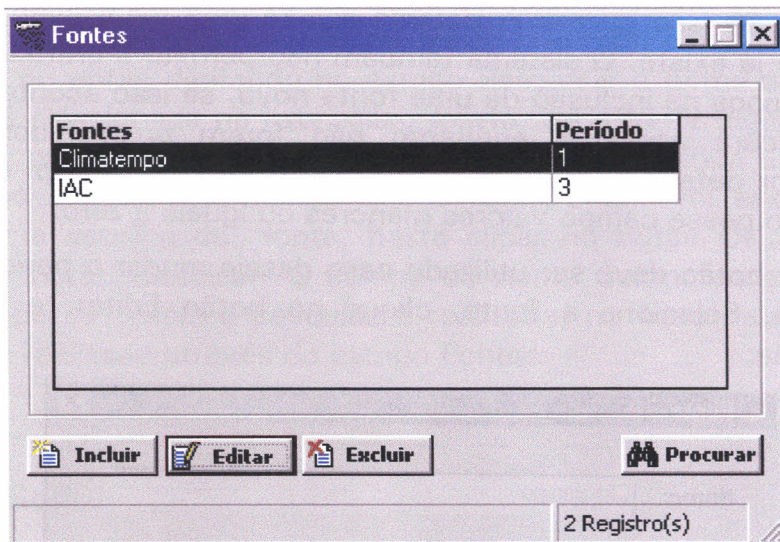 Fontes
Fontes Período
Climatempo 1
IAC 3
Incluir Editar Excluir Procurar
2 Registro(s)